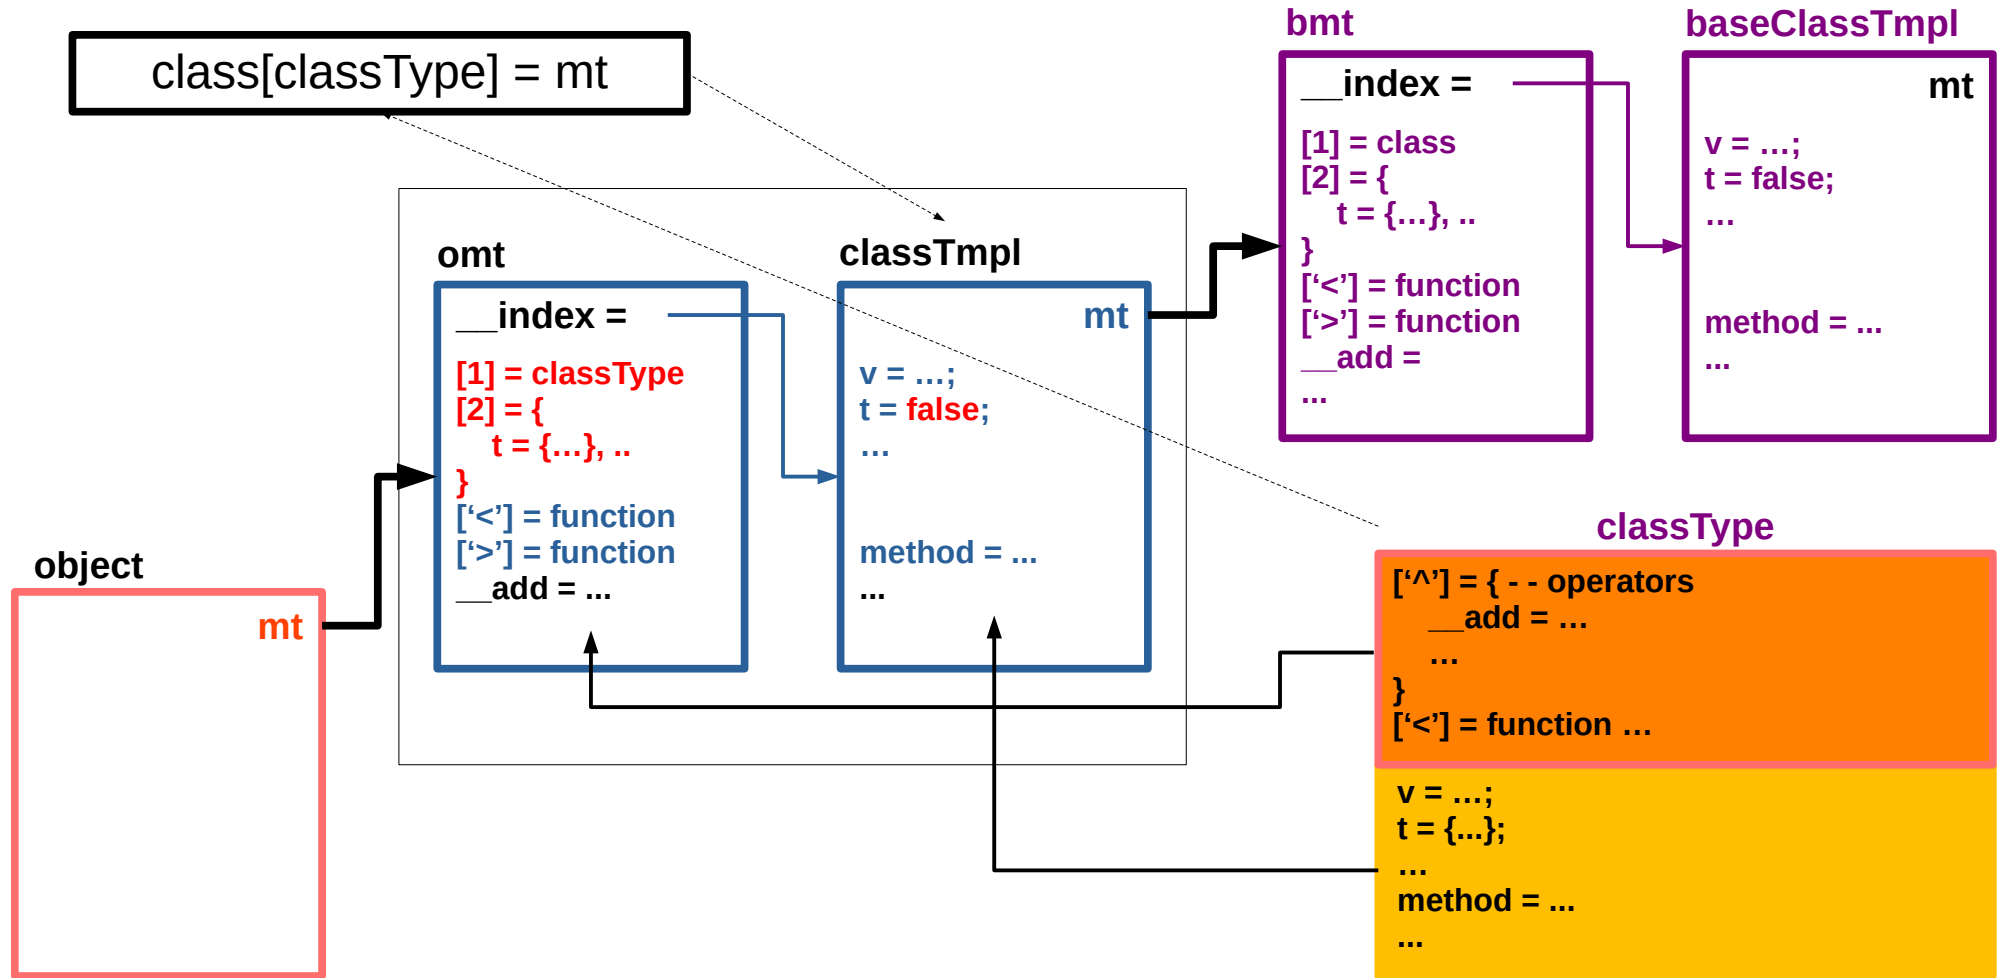 class[classType] = mt
bmt
__index =
[1] = class
[2] = {
t = {…}, ..
}
[‘<’] = function
[‘>’] = function
__add =
...
baseClassTmpl
mt
v = …;
t = false;
…
method = ...
...
omt
__index =
[1] = classType
[2] = {
t = {…}, ..
}
[‘<’] = function
[‘>’] = function
__add = ...
classTmpl
mt
v = …;
t = false;
…
method = ...
...
object
mt
classType
[‘^’] = { - - operators
__add = …
…
}
[‘<’] = function …
v = …;
t = {...};
…
method = ...
...